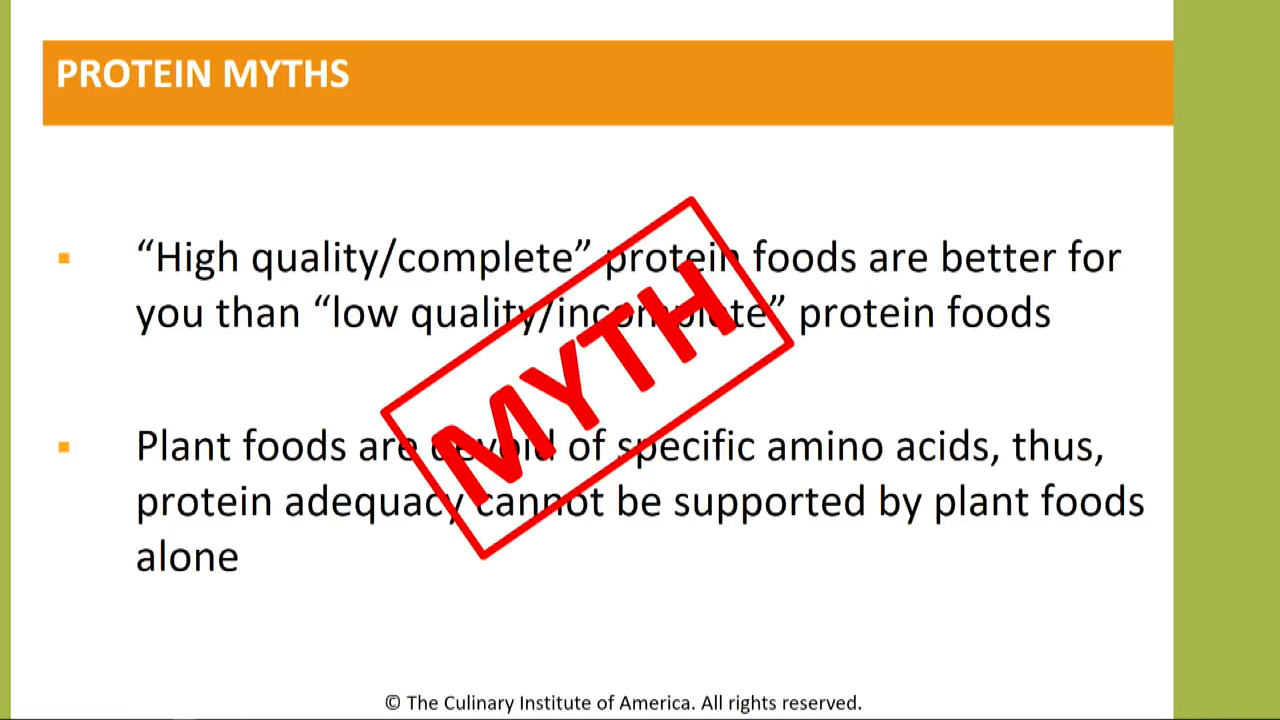 PROTEIN MYTHS
“High quality/complete” protein foods are better for
you than “low quality/incomplete” protein foods
MYTH
Plant foods are devoid of specific amino acids, thus,
protein adequacy cannot be supported by plant foods
alone
© The Culinary Institute of America. All rights reserved.